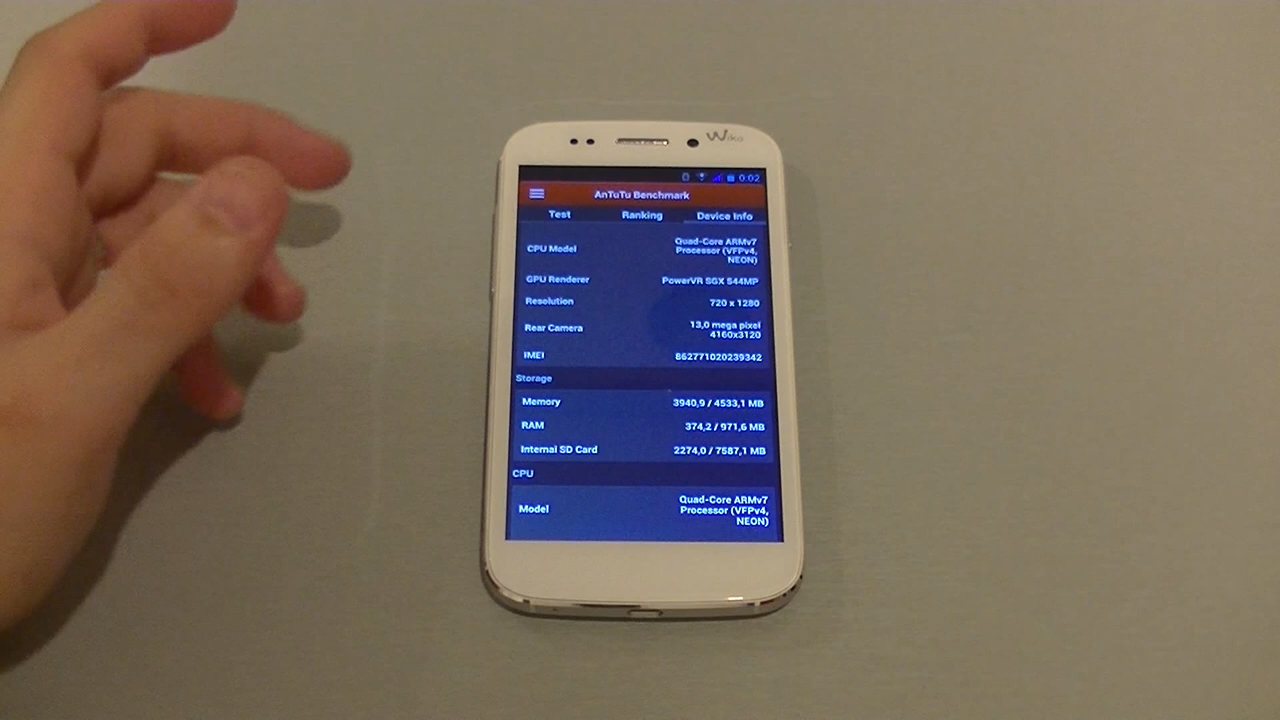 Wiko
0:02
AnTuTu Benchmark
Test Ranking Device Info
CPU Model Quad-Core ARMv7
Processor (VFPv4,
NEON)
GPU Renderer PowerVR SGX 544MP
Resolution 720 x 1280
Rear Camera 13,0 mega pixel
4160x3120
IMEI 862771020239342
Storage
Memory 3940,9 / 4533,1 MB
RAM 374,2 / 971,6 MB
Internal SD Card 2274,0 / 7587,1 MB
CPU
Model Quad-Core ARMv7
Processor (VFPv4,
NEON)